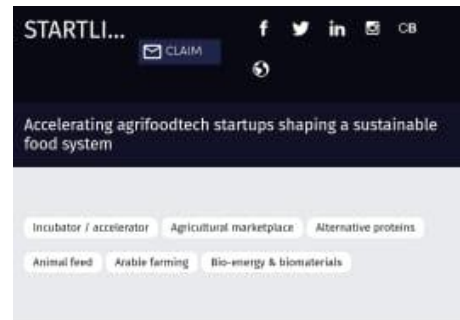 STARTLI...
CLAIM
CB
Accelerating agrifoodtech startups shaping a sustainable
food system
Incubator / accelerator Agricultural marketplace Alternative proteins
Animal feed Arable farming Bio-energy & biomaterials